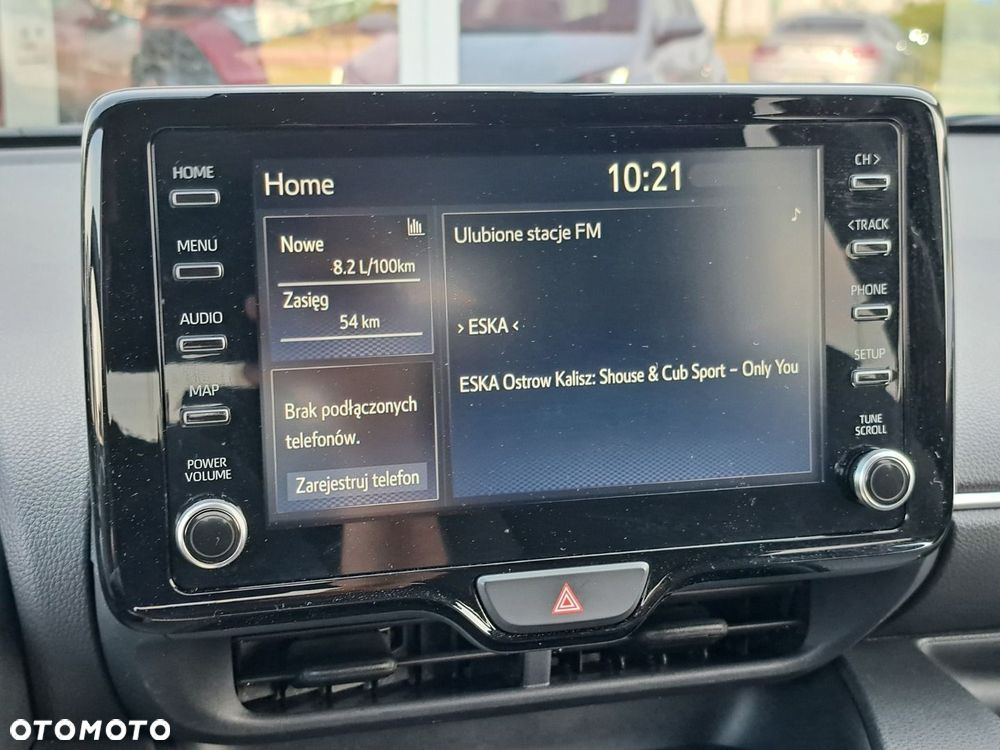 HOME
MENU
AUDIO
MAP
POWER
VOLUME
Home
10:21
Nowe
8.2 L/100km
Zasięg
54 km
Brak podłączonych
telefonów.
Zarejestruj telefon
Ulubione stacje FM
› ESKA ‹
ESKA Ostrow Kalisz: Shouse & Cub Sport – Only You
CH>
<TRACK
PHONE
SETUP
TUNE
SCROLL
OTOMOTO